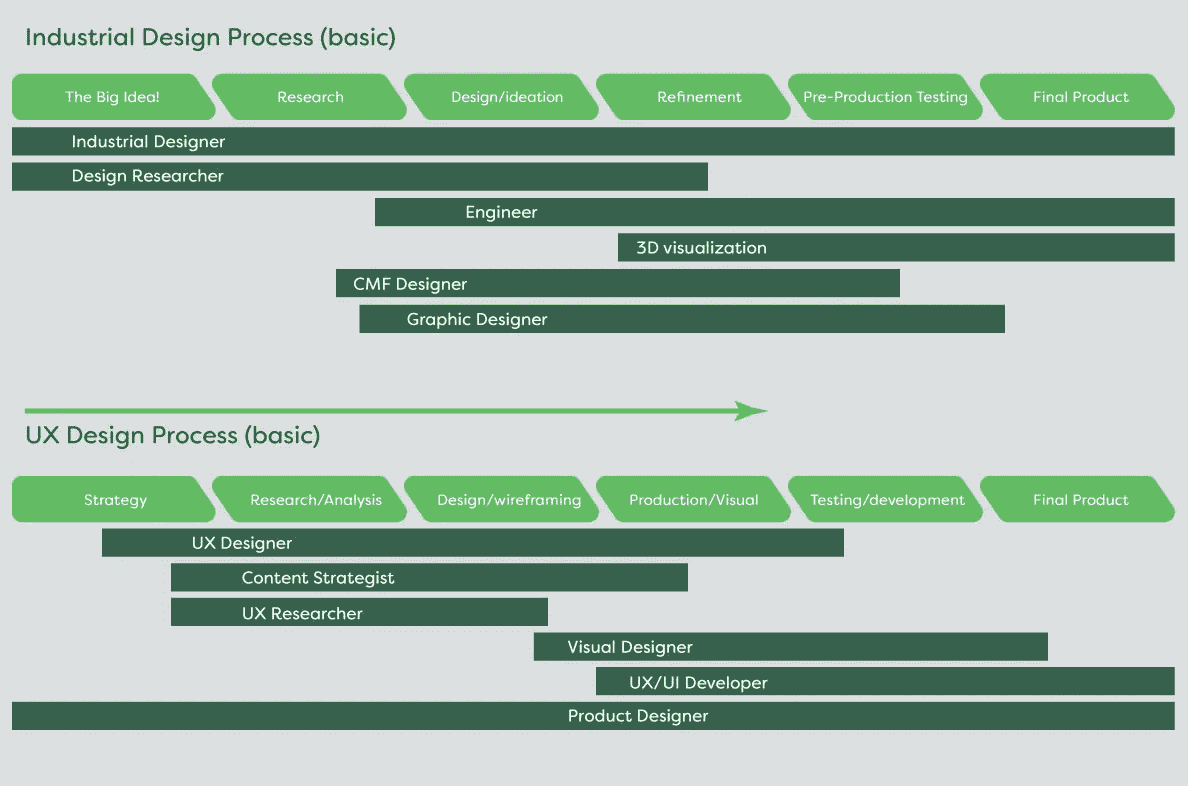 Industrial Design Process (basic)
The Big Idea!
Research
Design/ideation
Refinement
Pre-Production Testing
Final Product
Industrial Designer
Design Researcher
Engineer
3D visualization
CMF Designer
Graphic Designer
UX Design Process (basic)
Strategy
Research/Analysis
Design/wireframing
Production/Visual
Testing/development
Final Product
UX Designer
Content Strategist
UX Researcher
Visual Designer
UX/UI Developer
Product Designer